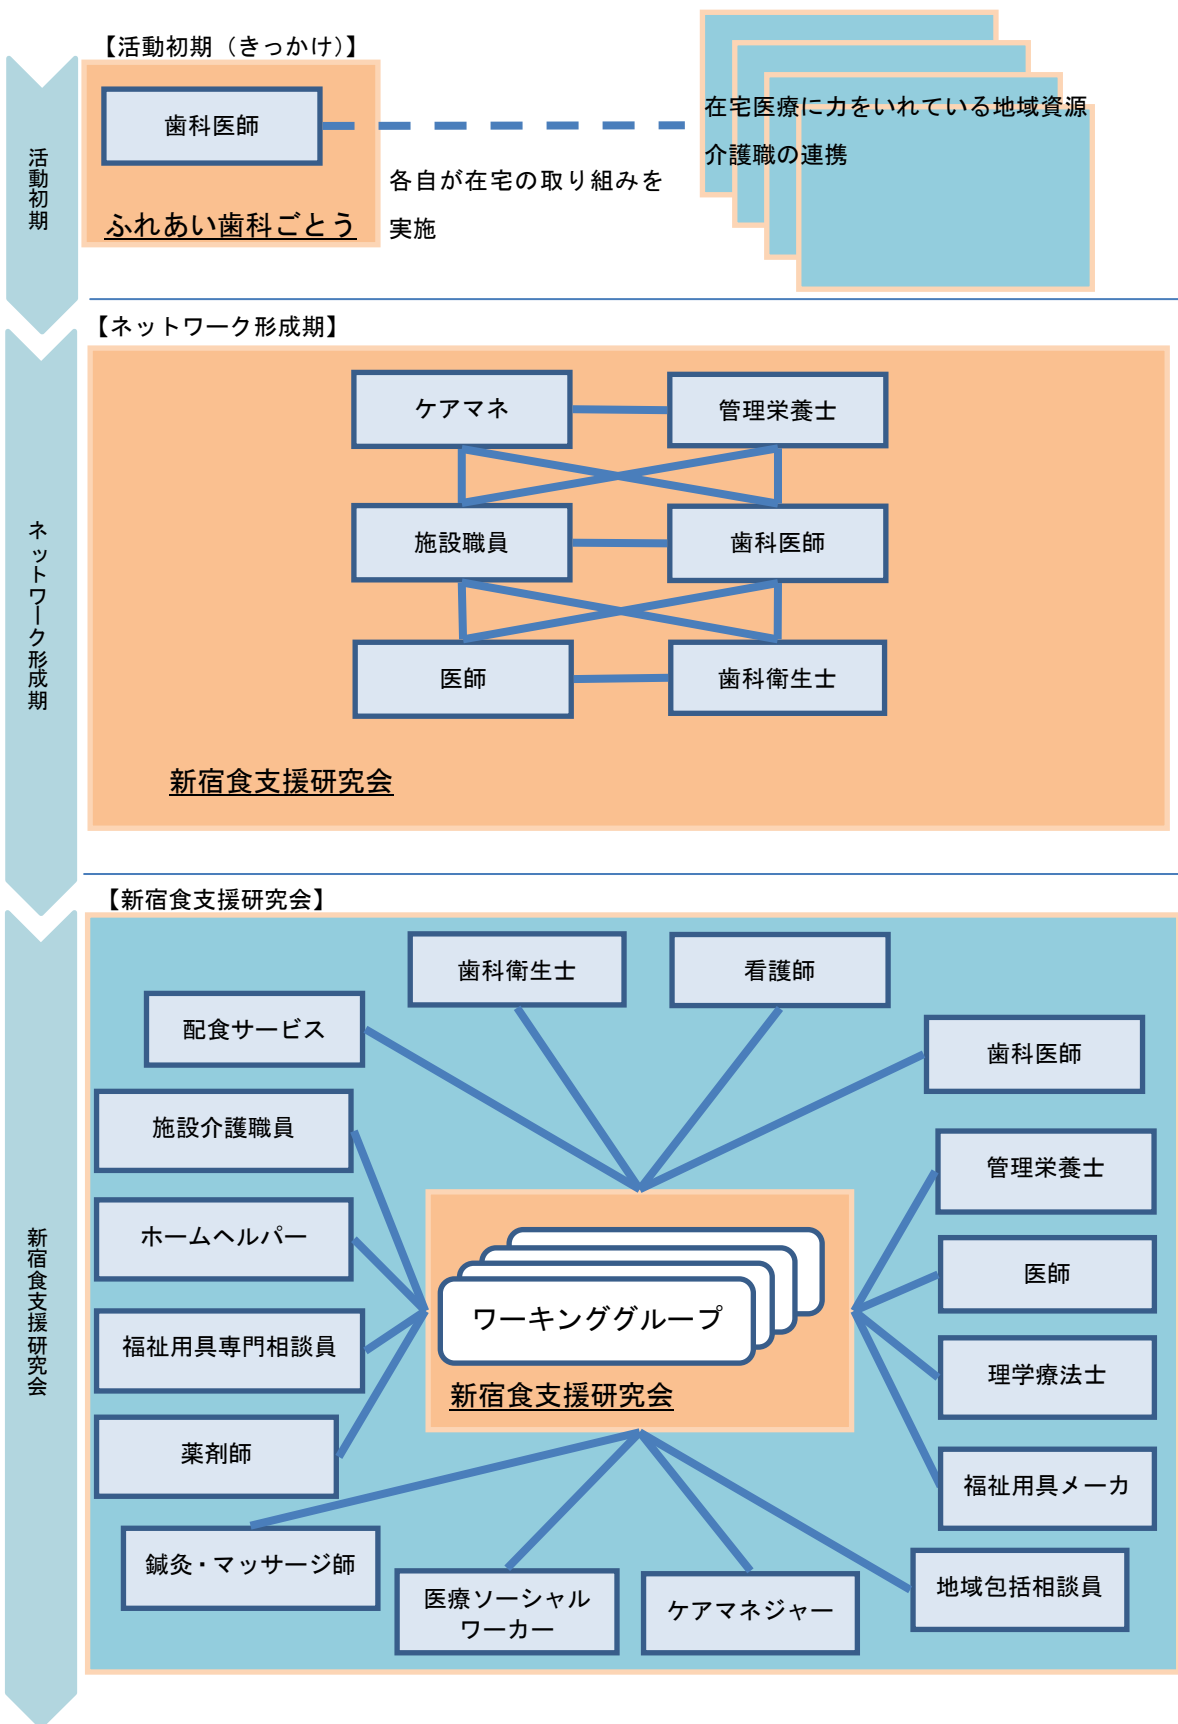 【活動初期（きっかけ）】
活動初期
歯科医師
ふれあい歯科ごとう
各自が在宅の取り組みを
実施
在宅医療に力をいれている地域資源
介護職の連携
【ネットワーク形成期】
ネットワーク形成期
ケアマネ
管理栄養士
施設職員
歯科医師
医師
歯科衛生士
新宿食支援研究会
【新宿食支援研究会】
新宿食支援研究会
歯科衛生士
看護師
配食サービス
歯科医師
施設介護職員
管理栄養士
ホームヘルパー
医師
福祉用具専門相談員
理学療法士
薬剤師
福祉用具メーカ
ワーキンググループ
新宿食支援研究会
鍼灸・マッサージ師
医療ソーシャル
ワーカー
ケアマネジャー
地域包括相談員